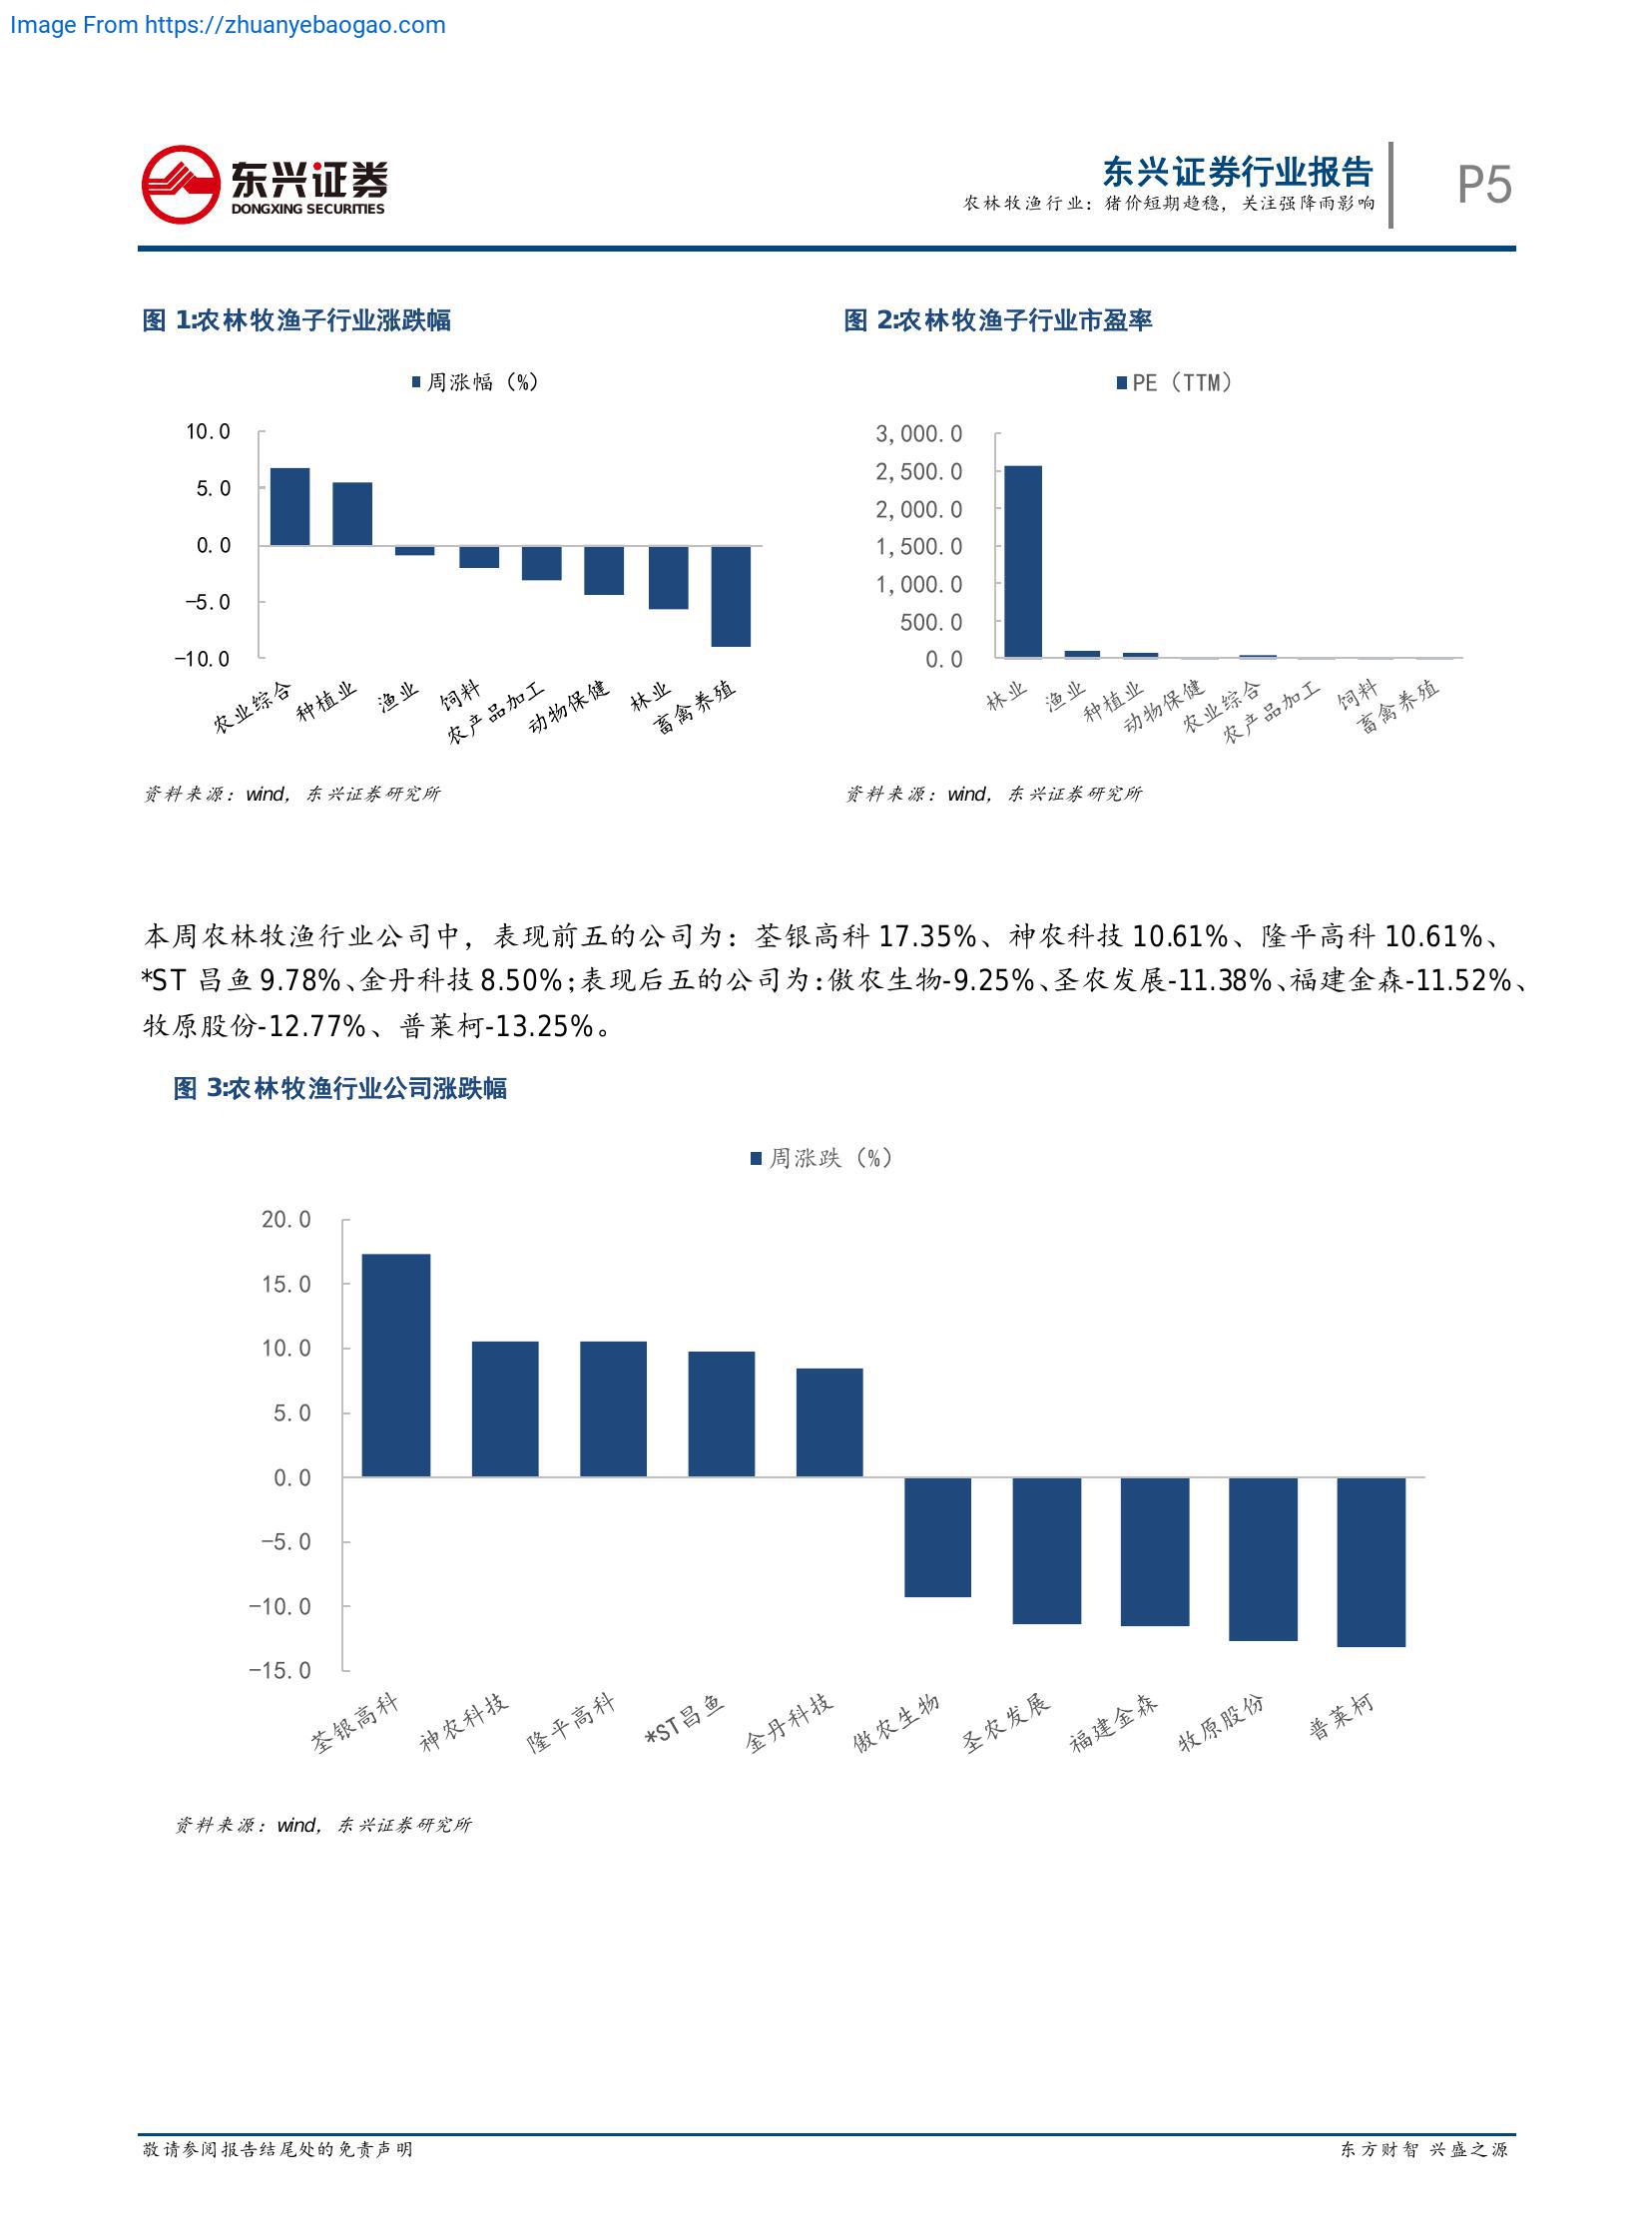 Image From https://zhuanyebaogao.com
东兴证券
DONGXING SECURITIES
东兴证券行业报告
农林牧渔行业：猪价短期趋稳，关注强降雨影响
P5
图 1:农林牧渔子行业涨跌幅
周涨幅（%）
10.0
5.0
0.0
-5.0
-10.0
农业综合
种植业
渔业
饲料
农产品加工
动物保健
林业
畜禽养殖
资料来源：wind，东兴证券研究所
图 2:农林牧渔子行业市盈率
PE（TTM）
3,000.0
2,500.0
2,000.0
1,500.0
1,000.0
500.0
0.0
林业
渔业
种植业
动物保健
农业综合
农产品加工
饲料
畜禽养殖
资料来源：wind，东兴证券研究所
本周农林牧渔行业公司中，表现前五的公司为：荃银高科 17.35%、神农科技 10.61%、隆平高科 10.61%、
*ST 昌鱼 9.78%、金丹科技 8.50%；表现后五的公司为：傲农生物-9.25%、圣农发展-11.38%、福建金森-11.52%、
牧原股份-12.77%、普莱柯-13.25%。
图 3:农林牧渔行业公司涨跌幅
周涨跌（%）
20.0
15.0
10.0
5.0
0.0
-5.0
-10.0
-15.0
荃银高科
神农科技
隆平高科
*ST昌鱼
金丹科技
傲农生物
圣农发展
福建金森
牧原股份
普莱柯
资料来源：wind，东兴证券研究所
敬请参阅报告结尾处的免责声明
东方财智 兴盛之源